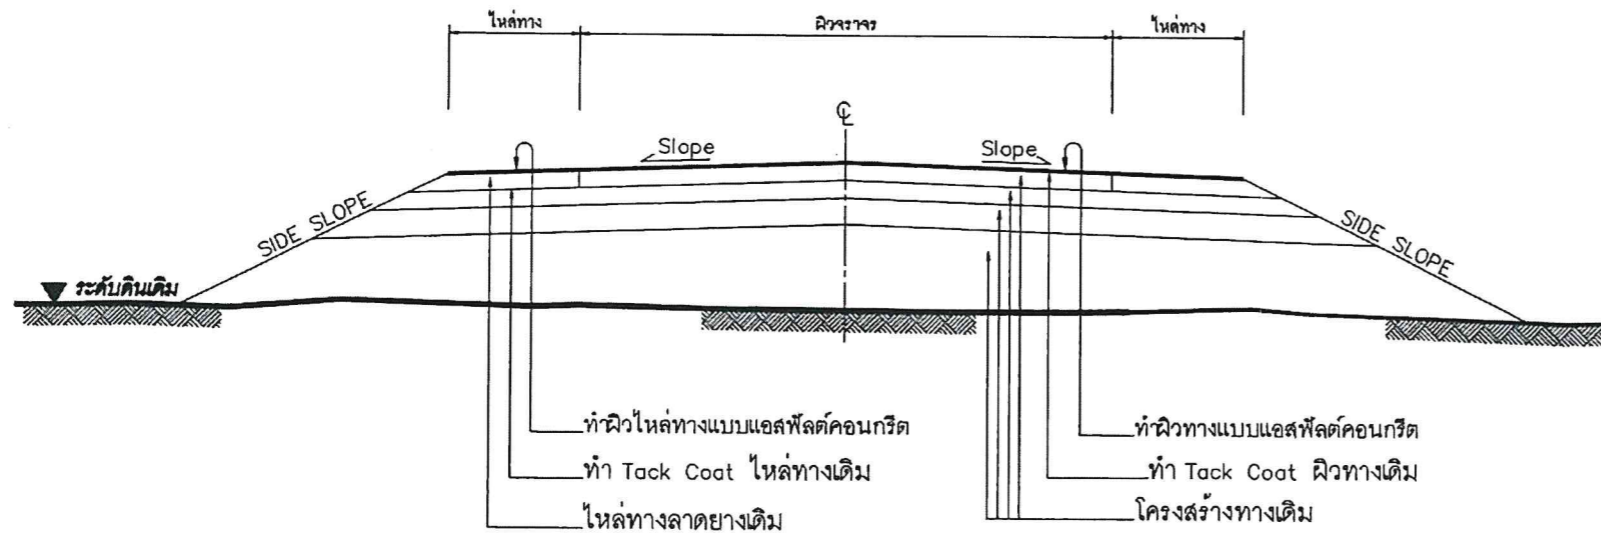 ไหล่ทาง
ผิวจราจร
ไหล่ทาง
℄
Slope
Slope
SIDE SLOPE
SIDE SLOPE
ระดับดินเดิม
ทำผิวไหล่ทางแบบแอสฟัลต์คอนกรีต
ทำผิวทางแบบแอสฟัลต์คอนกรีต
ทำ Tack Coat ไหล่ทางเดิม
ทำ Tack Coat ผิวทางเดิม
ไหล่ทางลาดยางเดิม
โครงสร้างทางเดิม